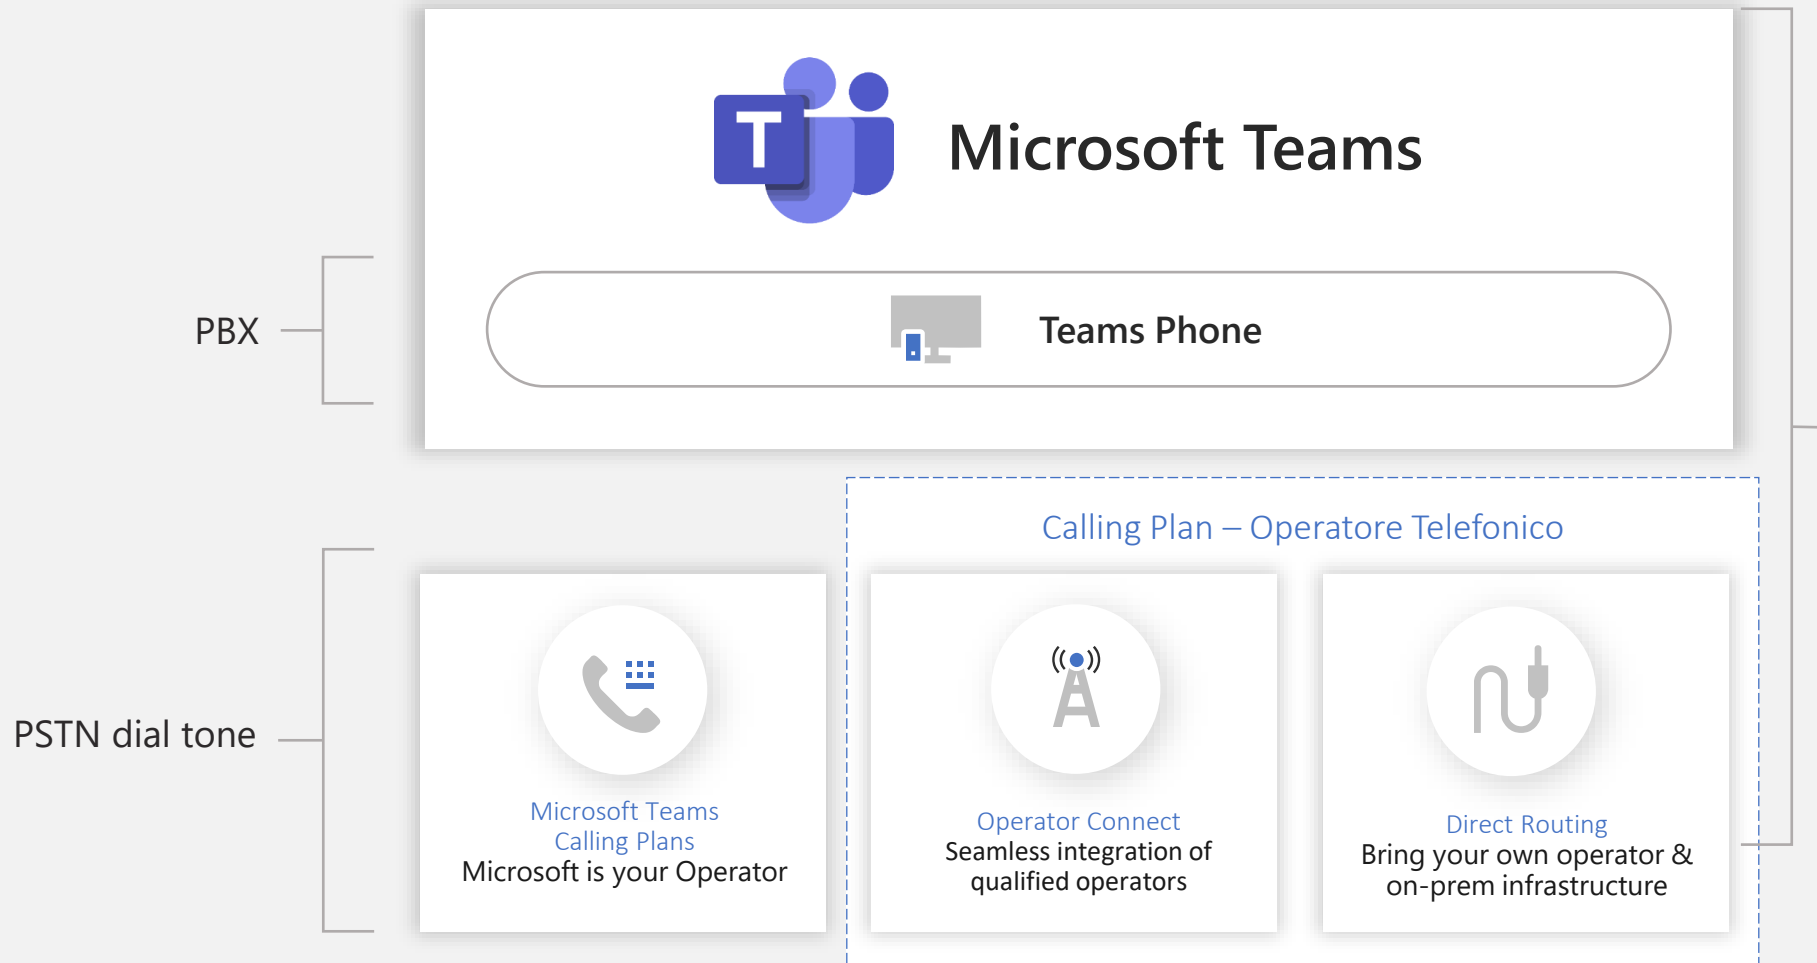 T
Microsoft Teams
PBX
Teams Phone
Calling Plan – Operatore Telefonico
PSTN dial tone
Microsoft Teams
Calling Plans
Microsoft is your Operator
Operator Connect
Seamless integration of
qualified operators
Direct Routing
Bring your own operator &
on-prem infrastructure